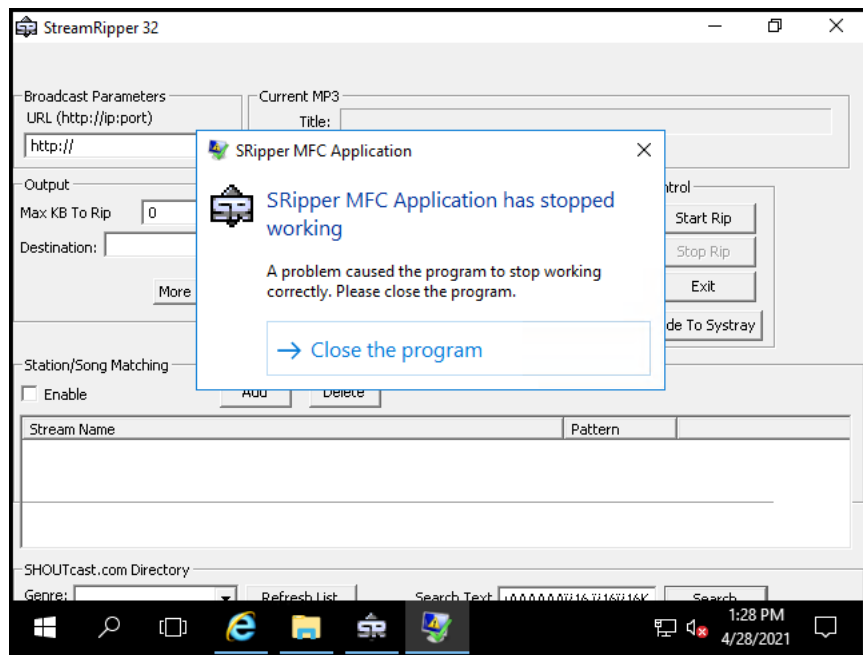 StreamRipper 32
Broadcast Parameters
Current MP3
URL (http://ip:port)
Title:
http://
SRipper MFC Application
Output
Max KB To Rip 0
Destination:
More
SRipper MFC Application has stopped
working
A problem caused the program to stop working
correctly. Please close the program.
Close the program
Start Rip
Stop Rip
Exit
de To Systray
Station/Song Matching
Enable
Add Delete
Stream Name Pattern
SHOUTcast.com Directory
Genre: Refresh List Search Text Search
1:28 PM
4/28/2021